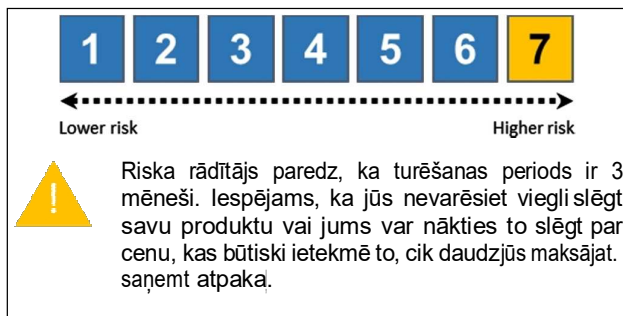 1 2 3 4 5 6 7
Lower risk Higher risk
!
Riska rādītājs paredz, ka turēšanas periods ir 3
mēneši. Iespējams, ka jūs nevarēsiet viegli slēgt
savu produktu vai jums var nākties to slēgt par
cenu, kas būtiski ietekmē to, cik daudz jūs maksājat.
saņemt atpakaļ.